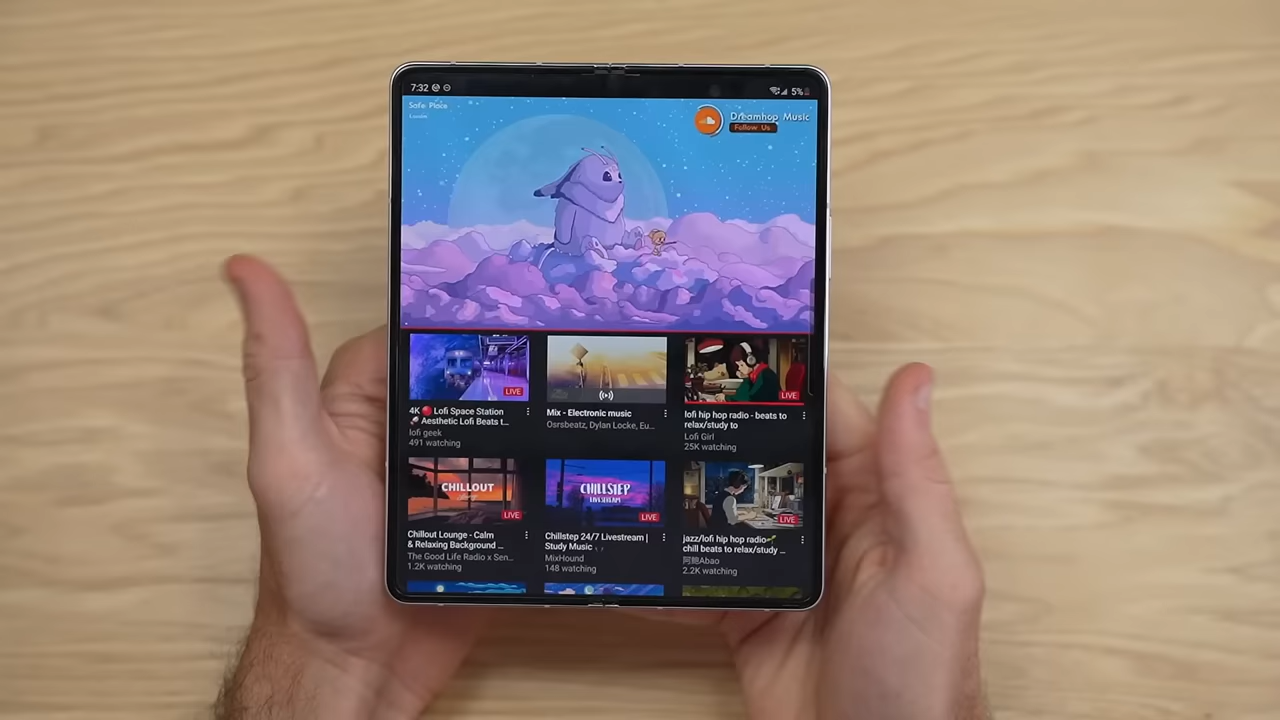 7:32
5%
Safe Place
Dreamhop Music
Follow Us
LIVE
4K 🔴 Lofi Space Station
🚀 Aesthetic Lofi Beats t...
lofi geek
491 watching
Mix - Electronic music
Osrsbeatz, Dylan Locke, Eu...
LIVE
lofi hip hop radio - beats to
relax/study to
Lofi Girl
25K watching
CHILLOUT
LIVE
Chillout Lounge - Calm
& Relaxing Background ...
The Good Life Radio x Sen...
1.2K watching
CHILLSTEP
LIVESTREAM
LIVE
Chillstep 24/7 Livestream |
Study Music
MixHound
148 watching
LIVE
jazz/lofi hip hop radio🌱
chill beats to relax/study ...
阿鲍Abao
2.2K watching